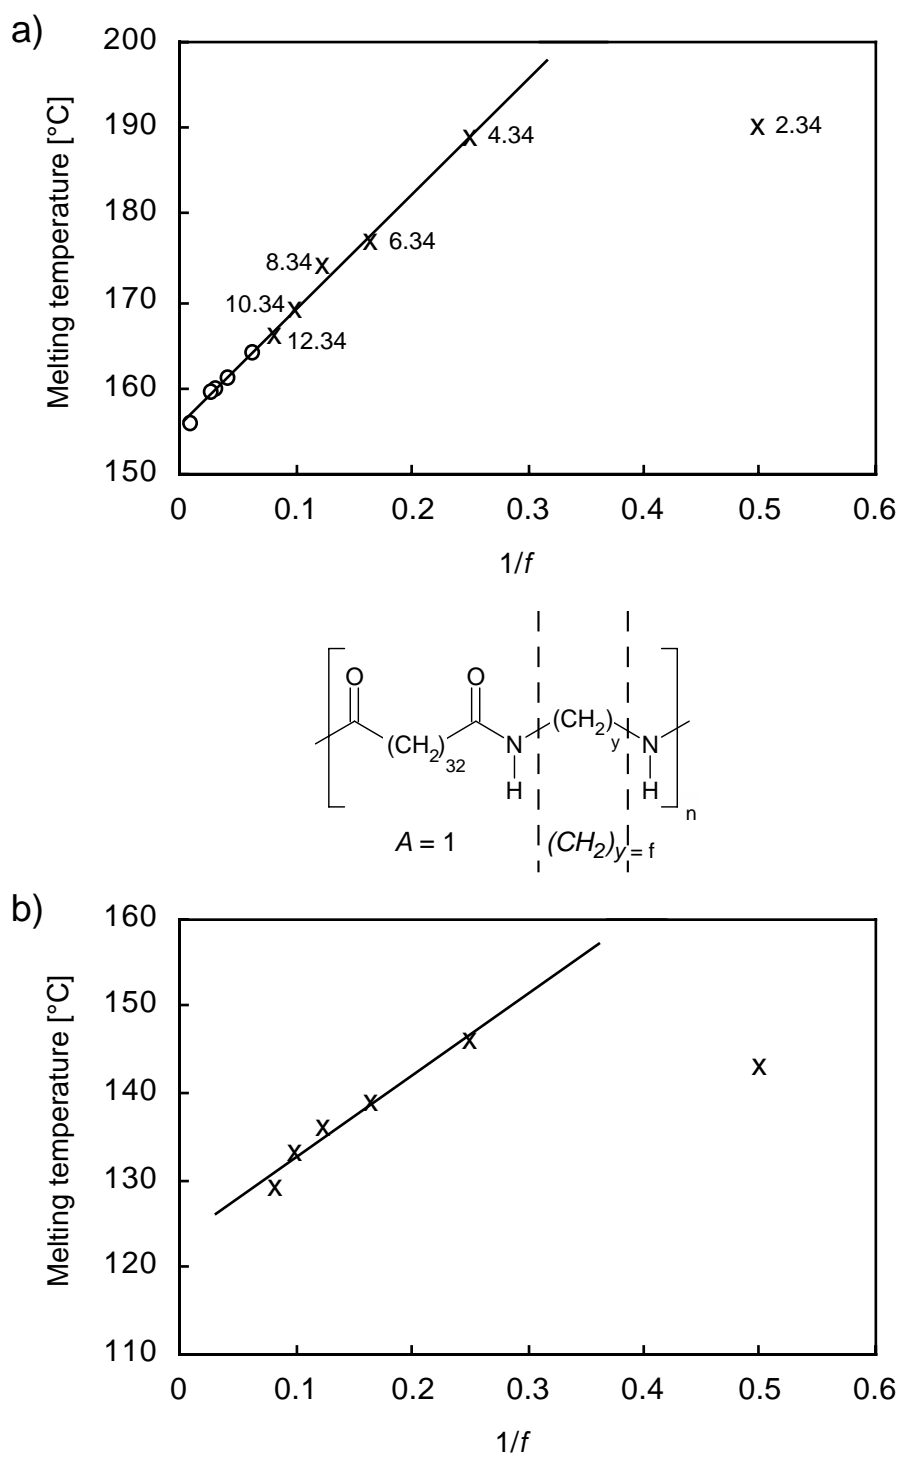 a)
Melting temperature [°C]
200
190
180
170
160
150
4.34
x 2.34
6.34
8.34
10.34
12.34
0 0.1 0.2 0.3 0.4 0.5 0.6
1/f
O O
(CH2)32 N (CH2)y N
H H
n
A = 1 (CH2)y = f
b)
Melting temperature [°C]
160
150
140
130
120
110
0 0.1 0.2 0.3 0.4 0.5 0.6
1/f